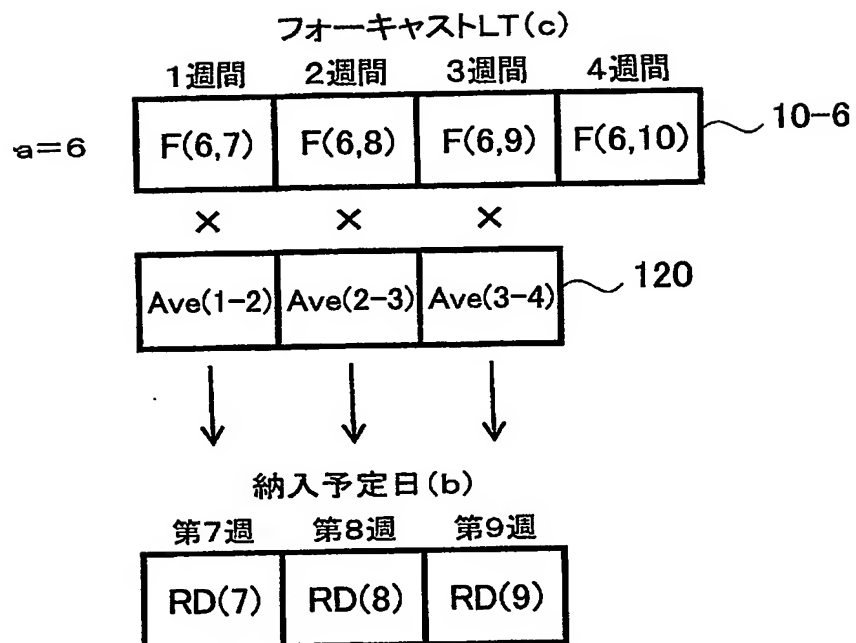 フォーキャストLT(c)
1週間 2週間 3週間 4週間
a=6 F(6,7) F(6,8) F(6,9) F(6,10) 10-6
× × ×
Ave(1-2) Ave(2-3) Ave(3-4) 120
納入予定日(b)
第7週 第8週 第9週
RD(7) RD(8) RD(9)